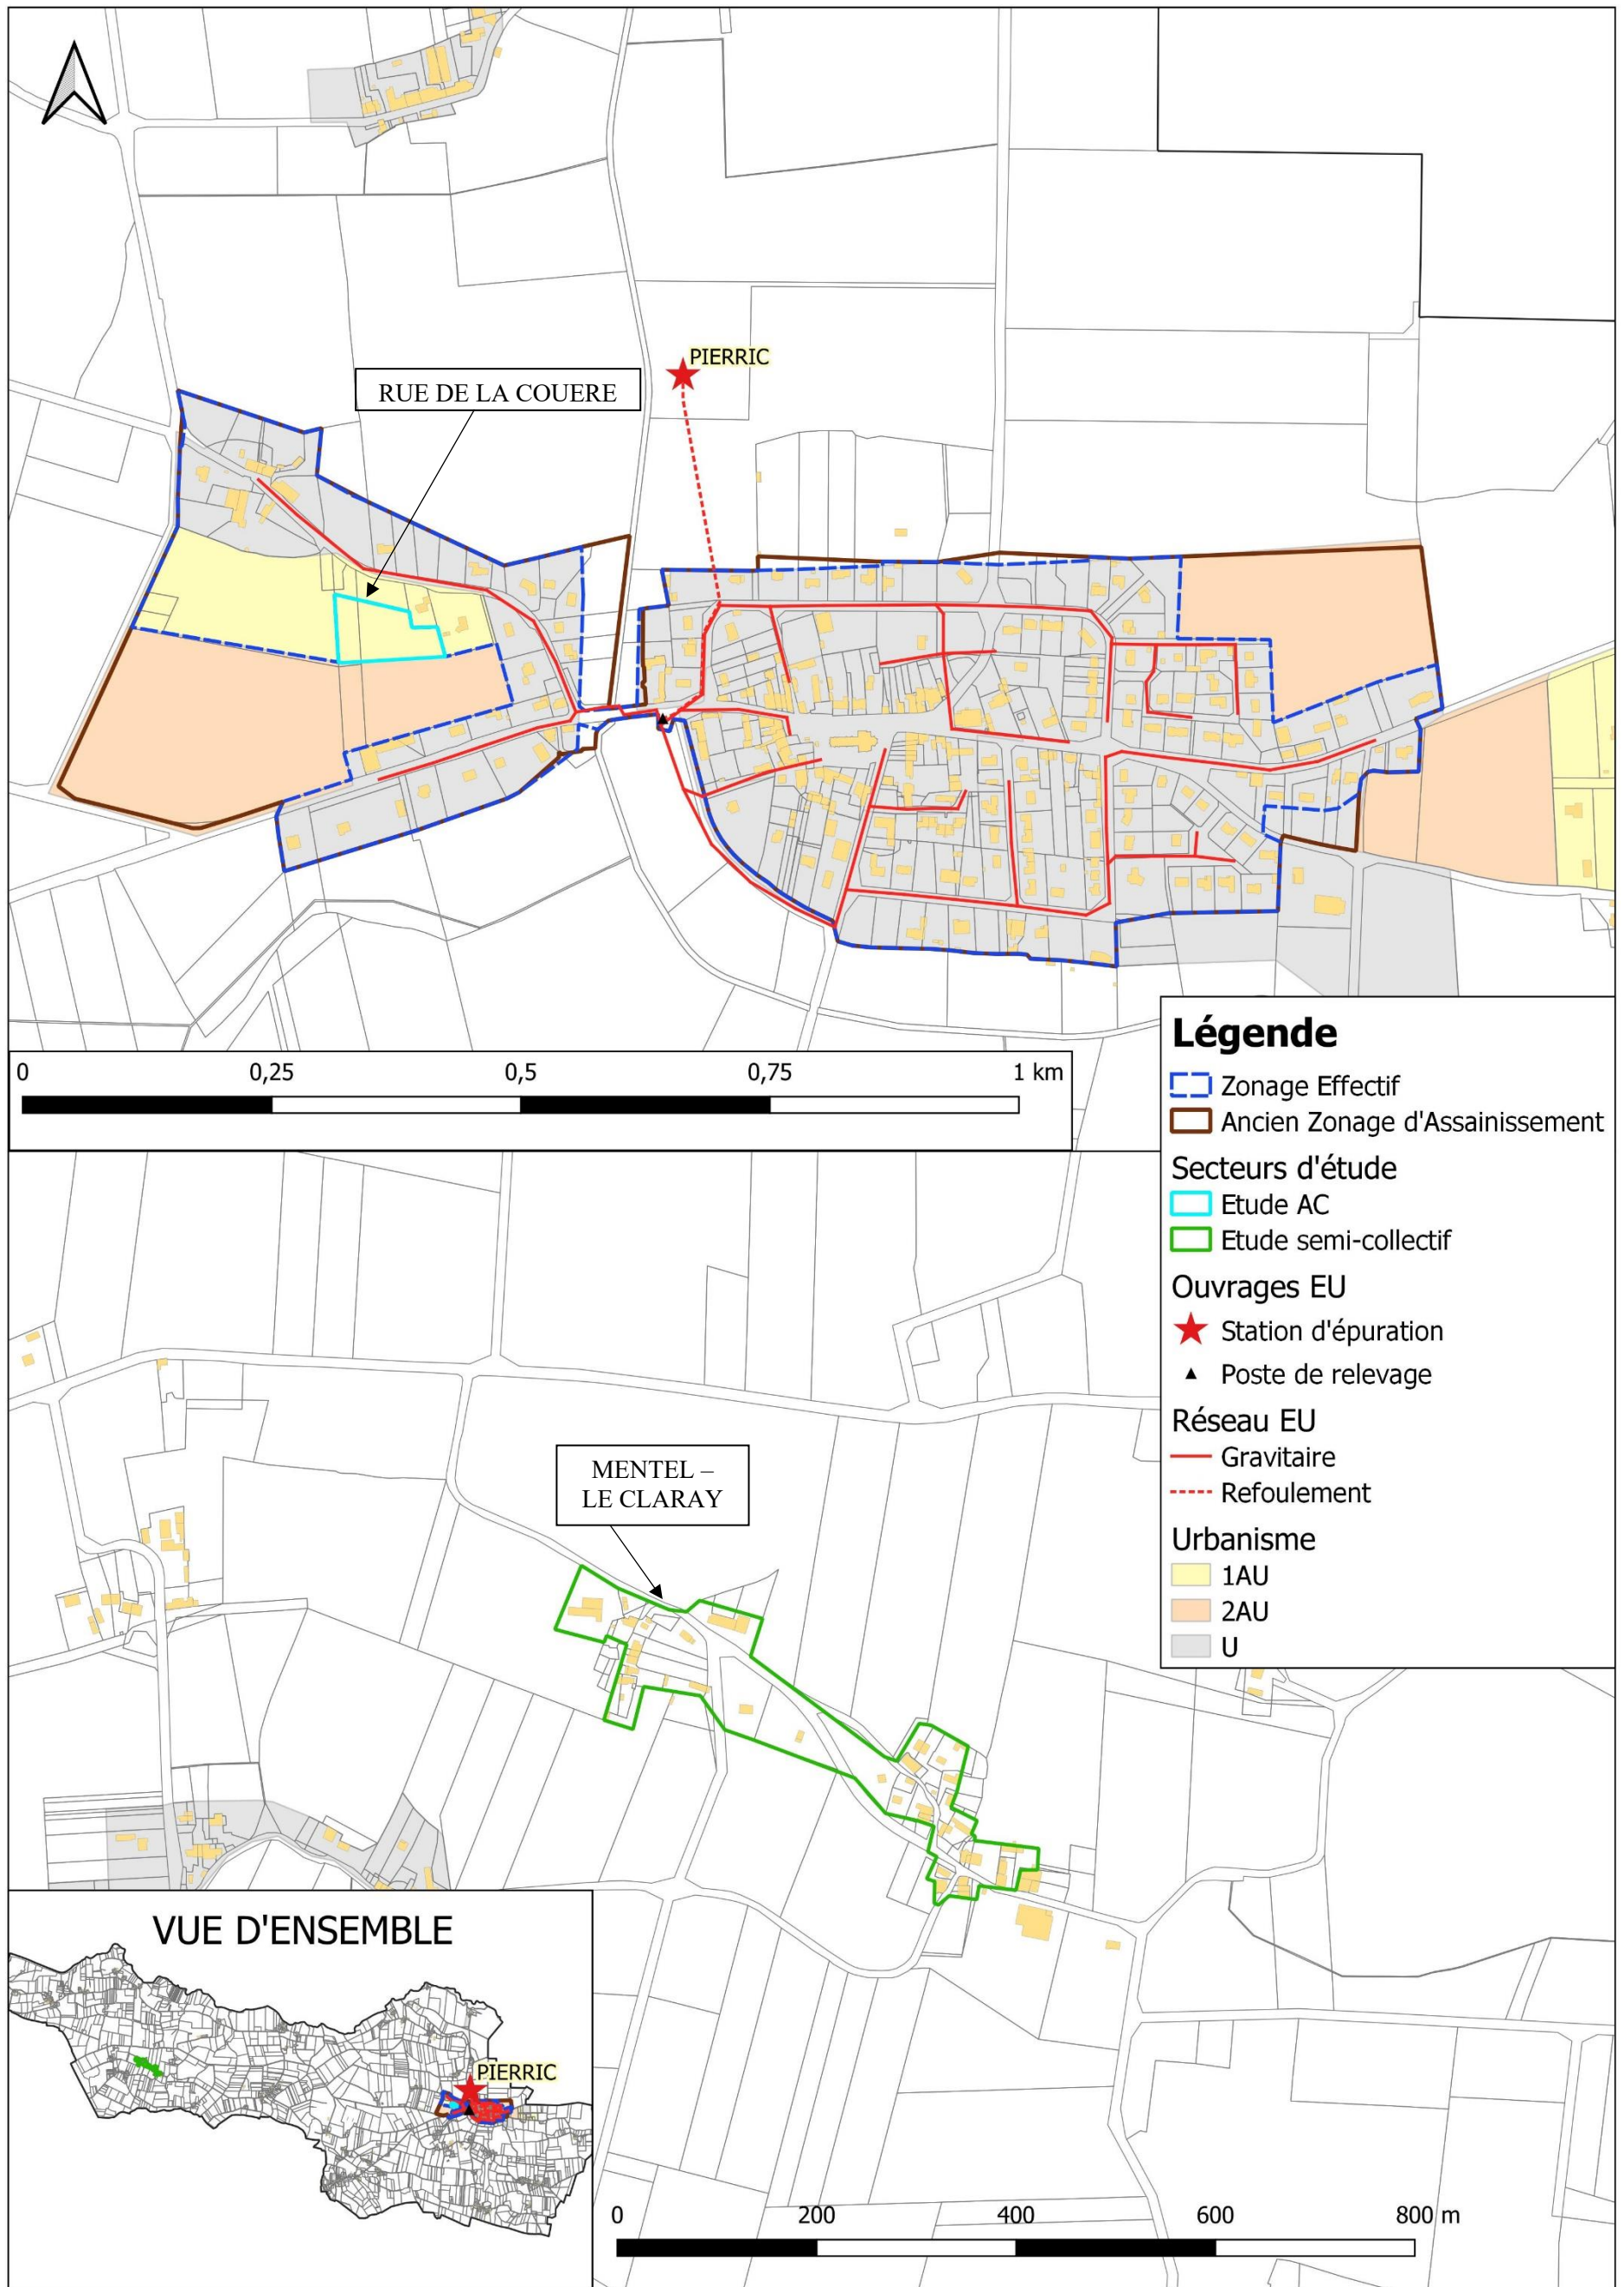 PIERRIC
RUE DE LA COUERE
0 0,25 0,5 0,75 1 km
Légende
Zonage Effectif
Ancien Zonage d'Assainissement
Secteurs d'étude
Etude AC
Etude semi-collectif
Ouvrages EU
Station d'épuration
Poste de relevage
Réseau EU
Gravitaire
Refoulement
Urbanisme
1AU
2AU
U
MENTEL –
LE CLARAY
VUE D'ENSEMBLE
PIERRIC
0 200 400 600 800 m